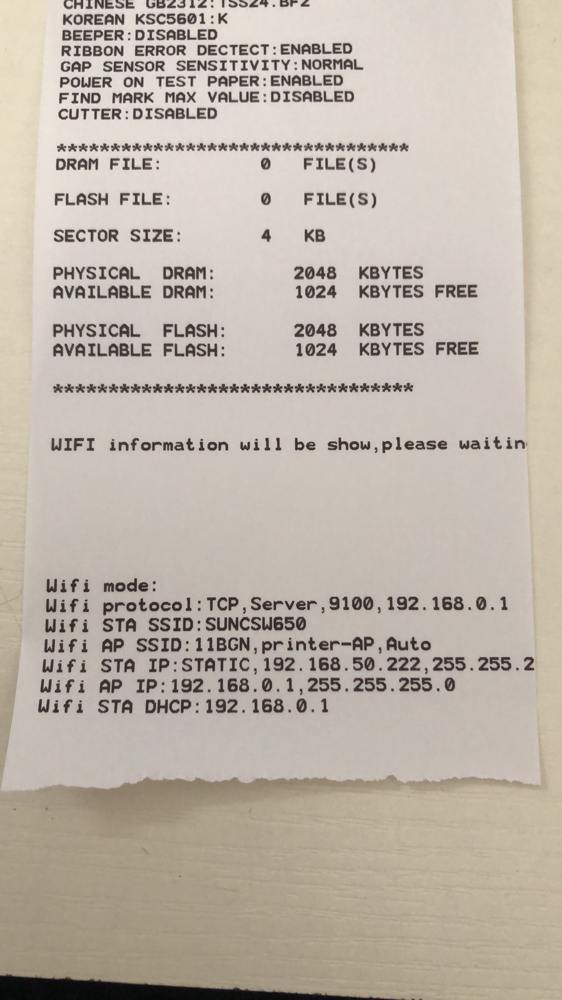 CHINESE GB2312:TSS24.BF2
KOREAN KSC5601:K
BEEPER:DISABLED
RIBBON ERROR DECTECT:ENABLED
GAP SENSOR SENSITIVITY:NORMAL
POWER ON TEST PAPER:ENABLED
FIND MARK MAX VALUE:DISABLED
CUTTER:DISABLED
*********************************
DRAM FILE: 0 FILE(S)
FLASH FILE: 0 FILE(S)
SECTOR SIZE: 4 KB
PHYSICAL DRAM: 2048 KBYTES
AVAILABLE DRAM: 1024 KBYTES FREE
PHYSICAL FLASH: 2048 KBYTES
AVAILABLE FLASH: 1024 KBYTES FREE
*********************************
WIFI information will be show,please waitin
Wifi mode:
Wifi protocol:TCP,Server,9100,192.168.0.1
Wifi STA SSID:SUNCSW650
Wifi AP SSID:11BGN,printer-AP,Auto
Wifi STA IP:STATIC,192.168.50.222,255.255.2
Wifi AP IP:192.168.0.1,255.255.255.0
Wifi STA DHCP:192.168.0.1